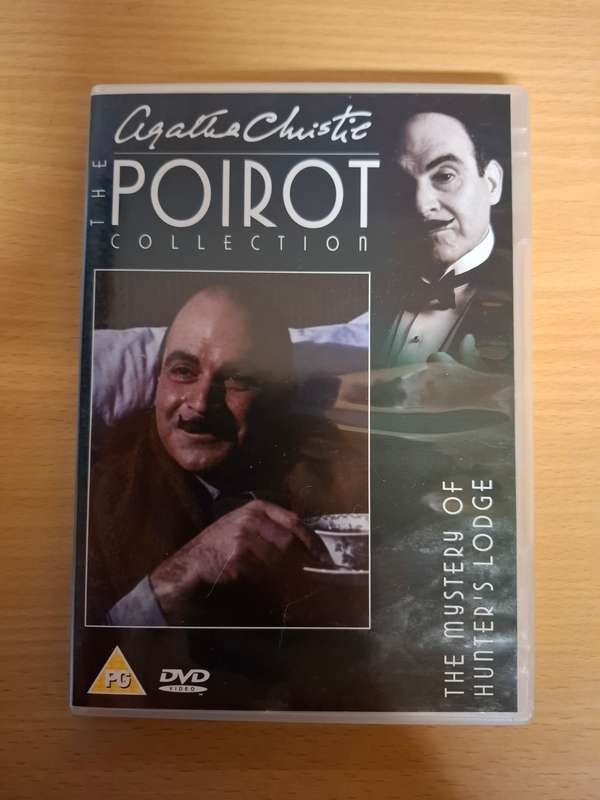 Agatha Christie
THE
POIROT
COLLECTION
THE MYSTERY OF
HUNTER'S LODGE
PG
DVD
VIDEO